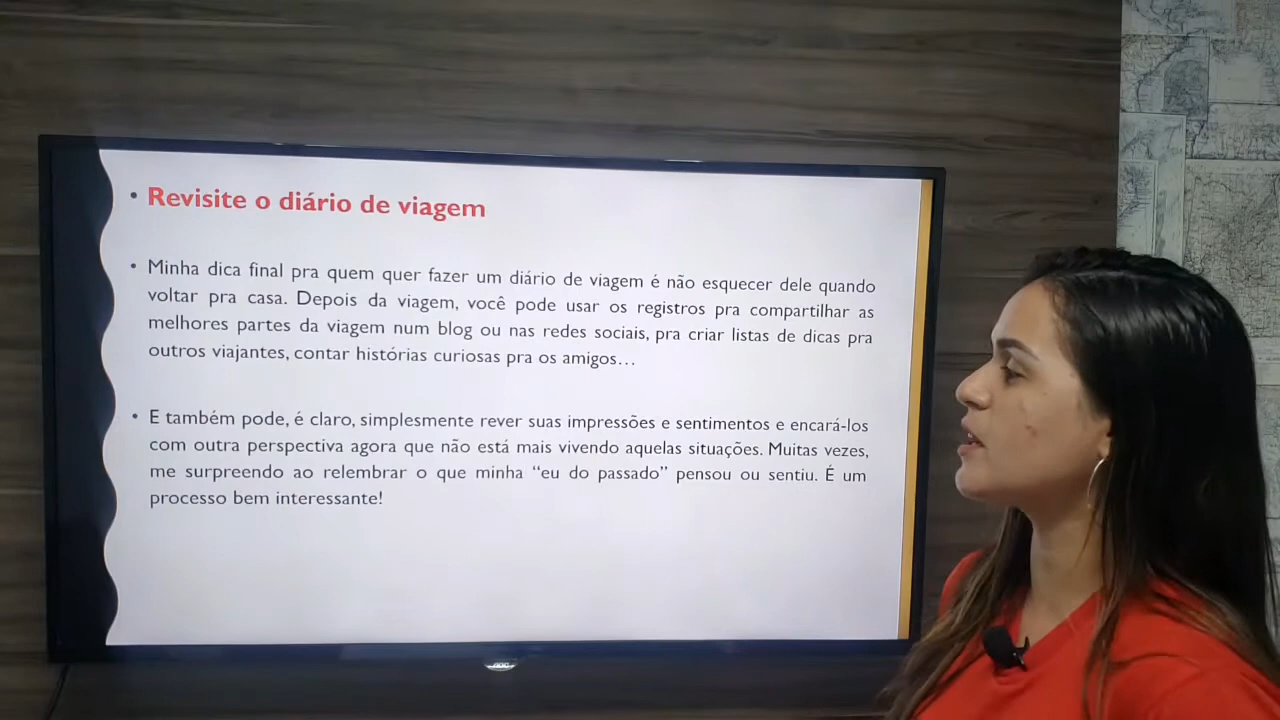 • Revisite o diário de viagem
• Minha dica final pra quem quer fazer um diário de viagem é não esquecer dele quando
voltar pra casa. Depois da viagem, você pode usar os registros pra compartilhar as
melhores partes da viagem num blog ou nas redes sociais, pra criar listas de dicas pra
outros viajantes, contar histórias curiosas pra os amigos…
• E também pode, é claro, simplesmente rever suas impressões e sentimentos e encará-los
com outra perspectiva agora que não está mais vivendo aquelas situações. Muitas vezes,
me surpreendo ao relembrar o que minha “eu do passado” pensou ou sentiu. É um
processo bem interessante!
AOC